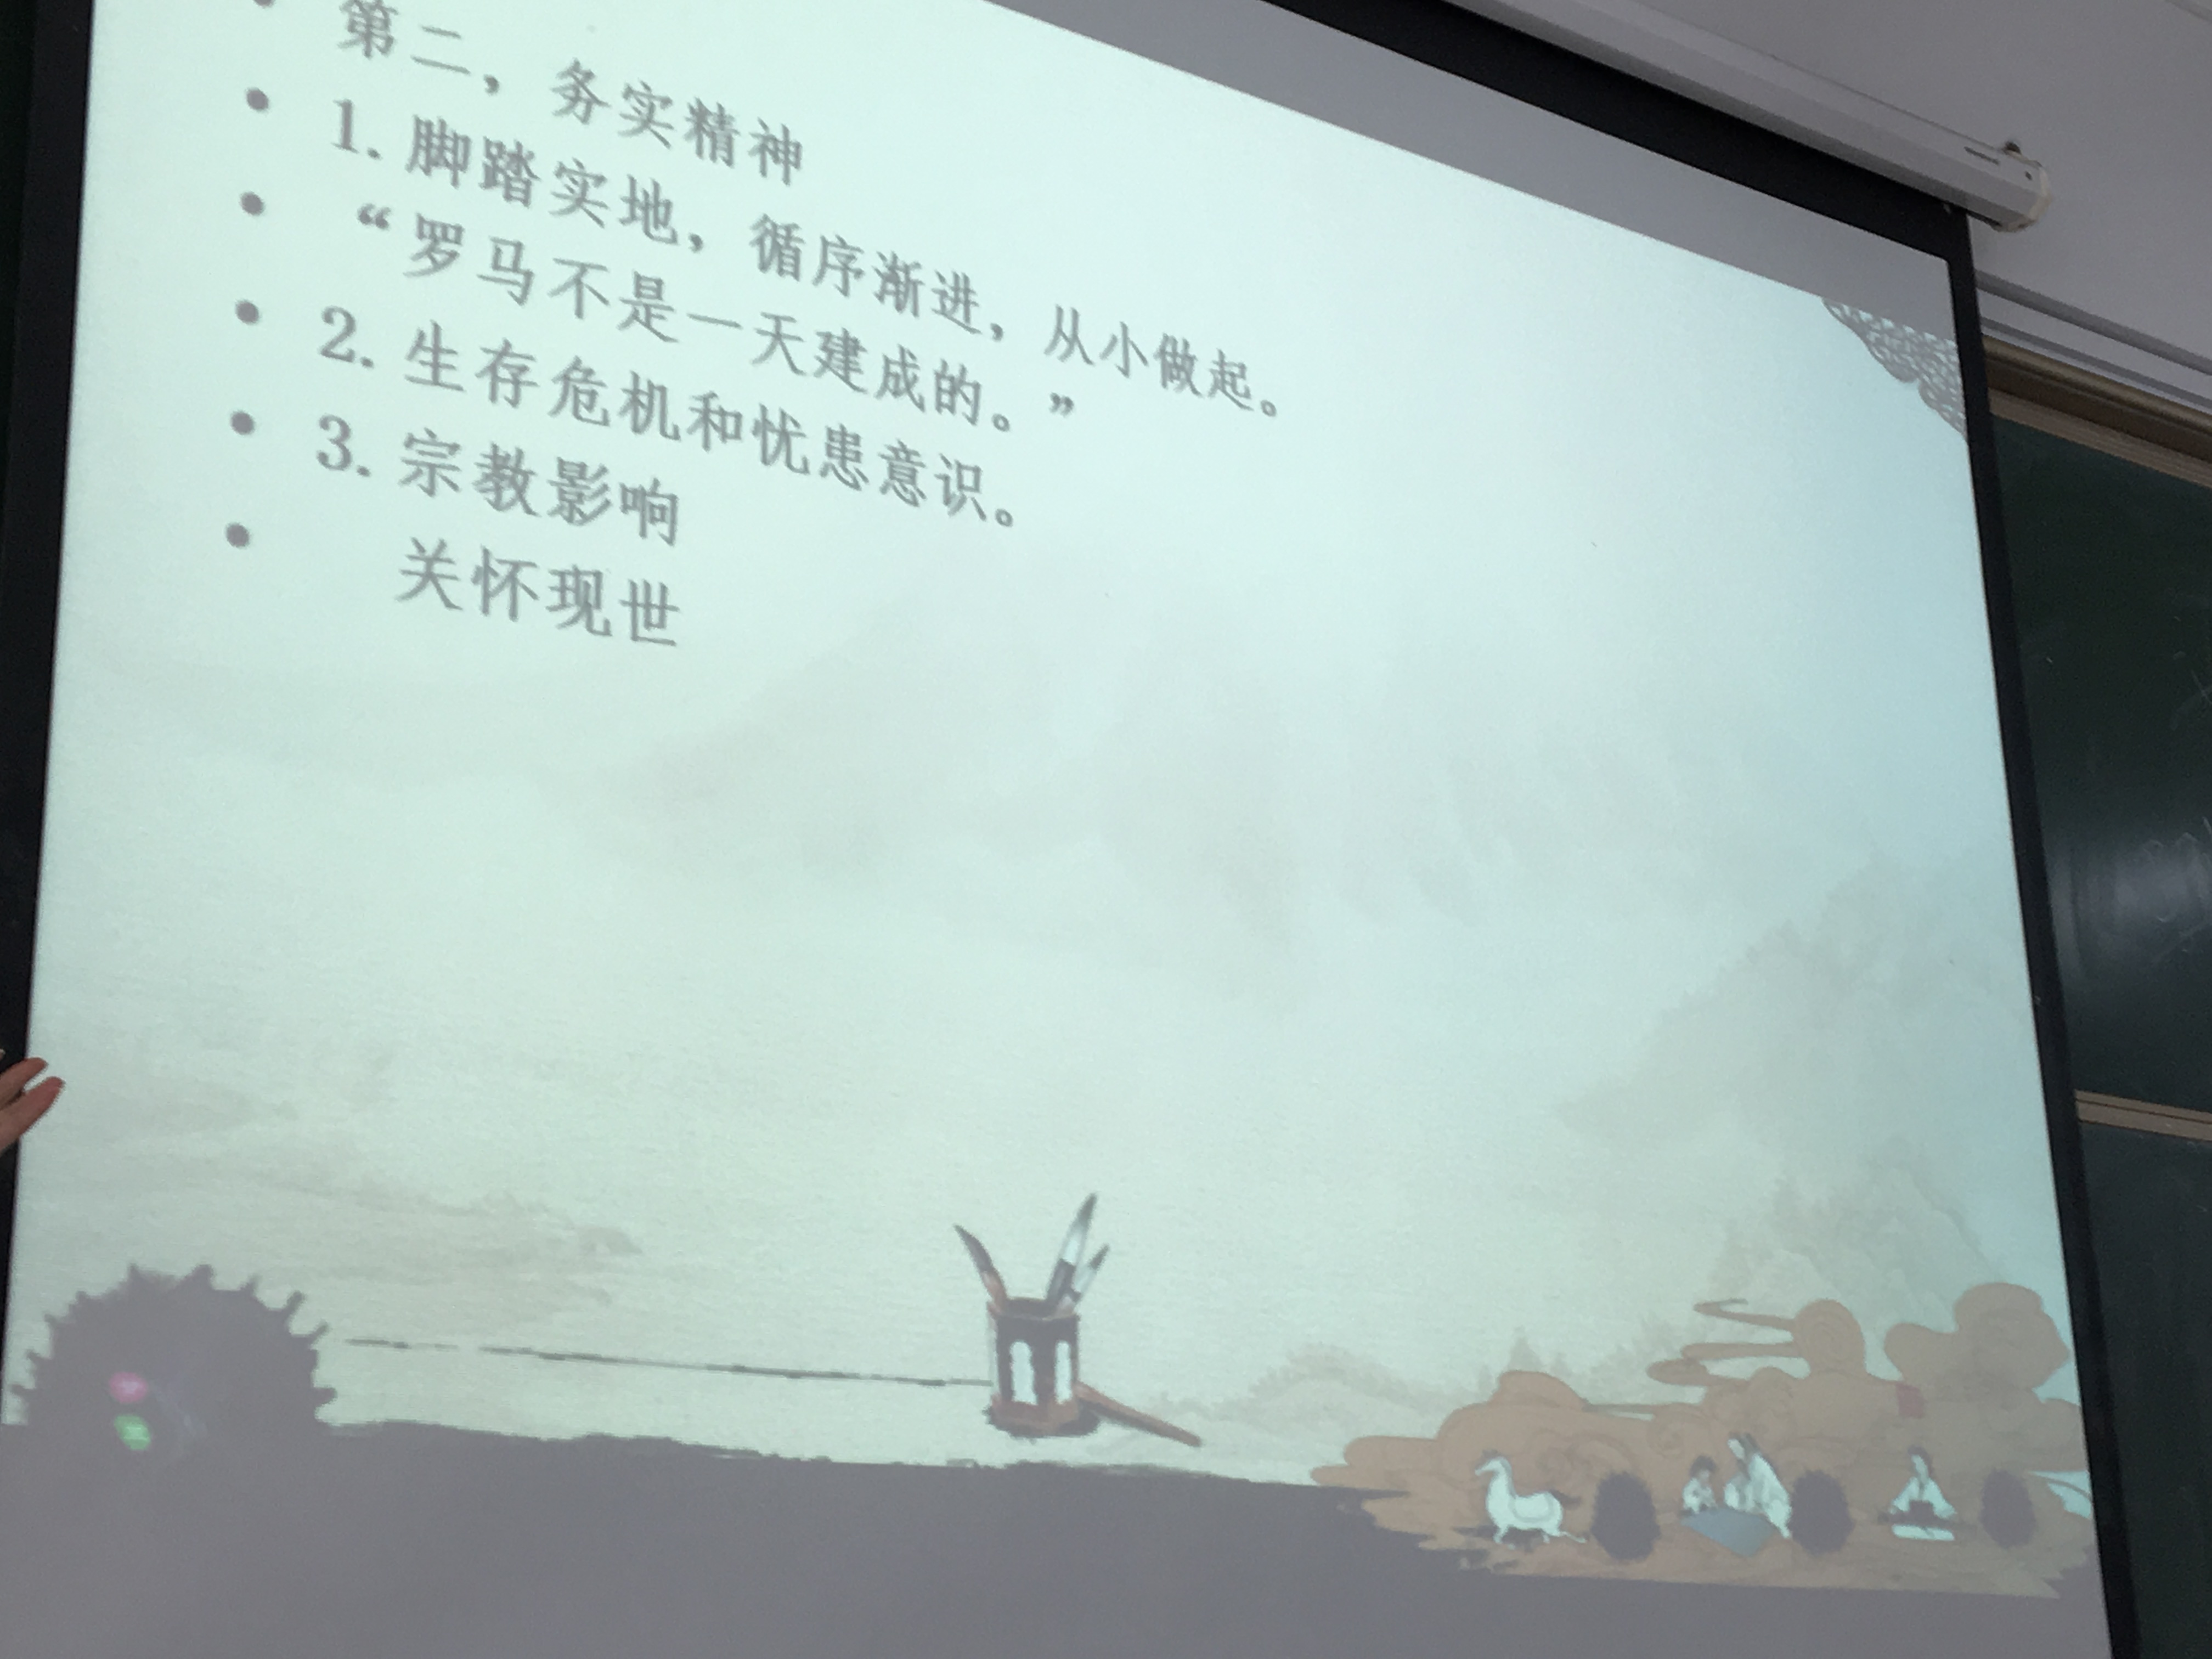 第二，务实精神
1. 脚踏实地，循序渐进，从小做起。
“罗马不是一天建成的。”
2. 生存危机和忧患意识。
3. 宗教影响
关怀现世